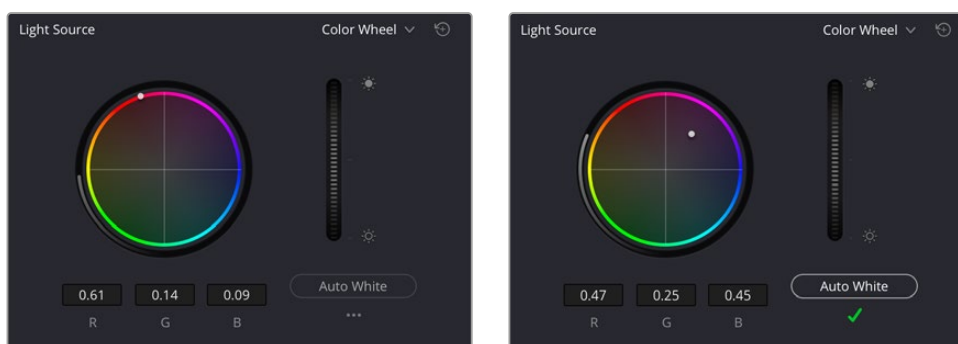 Light Source Color Wheel
0.61 0.14 0.09 Auto White
R G B
Light Source Color Wheel
0.47 0.25 0.45 Auto White
R G B